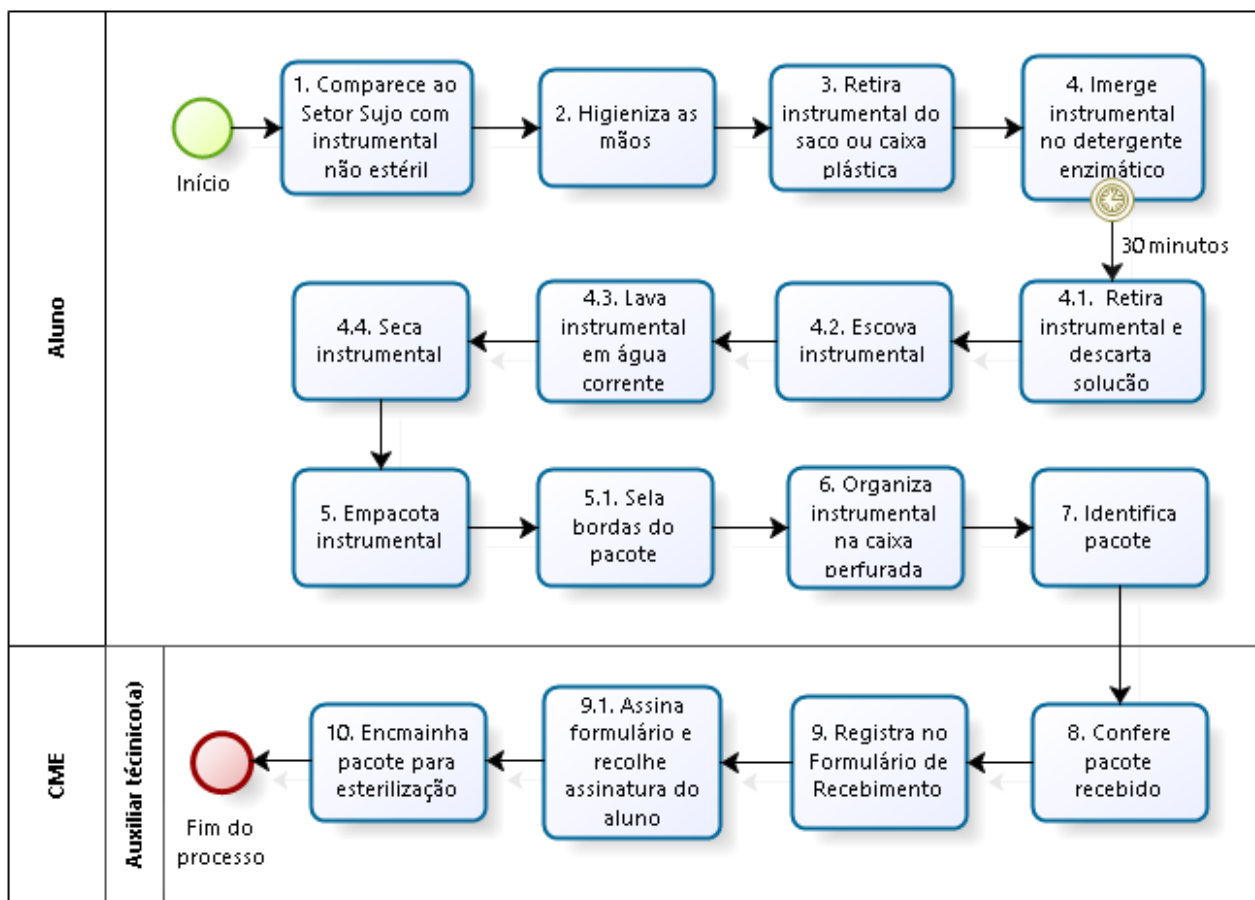 Aluno
Início
1. Comparece ao
Setor Sujo com
instrumental
não estéril
2. Higieniza as
mãos
3. Retira
instrumental do
saco ou caixa
plástica
4. Imerge
instrumental
no detergente
enzimático
30 minutos
4.1. Retira
instrumental e
descarta
solução
4.2. Escova
instrumental
4.3. Lava
instrumental
em água
corrente
4.4. Seca
instrumental
5. Empacota
instrumental
5.1. Sela
bordas do
pacote
6. Organiza
instrumental
na caixa
perfurada
7. Identifica
pacote
CME
Auxiliar técinico(a)
8. Confere
pacote
recebido
9. Registra no
Formulário de
Recebimento
9.1. Assina
formulário e
recolhe
assinatura do
aluno
10. Encmainha
pacote para
esterilização
Fim do
processo